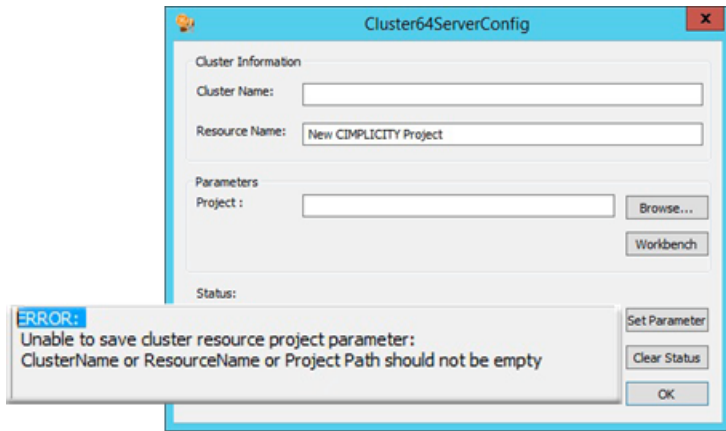 Cluster64ServerConfig
x
Cluster Information
Cluster Name:
Resource Name: New CIMPLICITY Project
Parameters
Project :
Browse...
Workbench
Status:
ERROR:
Unable to save cluster resource project parameter:
ClusterName or ResourceName or Project Path should not be empty
Set Parameter
Clear Status
OK